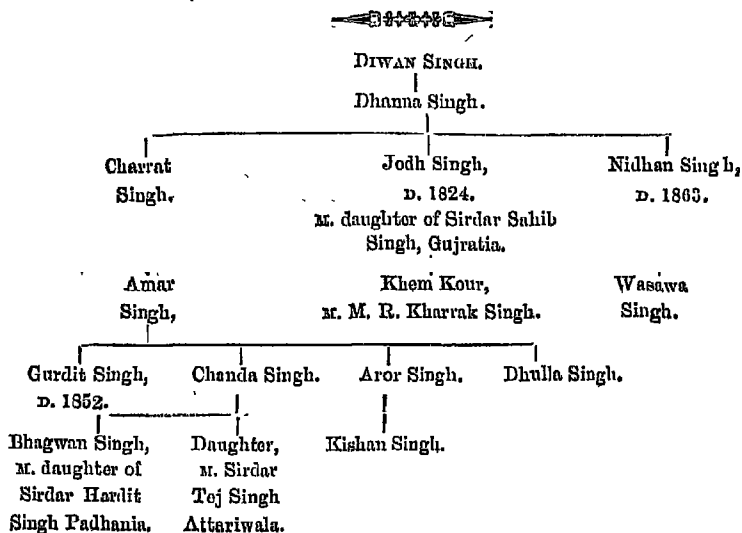 DIWAN SINGH.
Dhanna Singh.
Charrat Jodh Singh, Nidhan Singh,
Singh. D. 1824. D. 1863.
M. daughter of Sirdar Sahib
Singh, Gujratia.
Amar Khem Kour, Wasawa
Singh, M. M. R. Kharrak Singh. Singh.
Gurdit Singh, Chanda Singh. Aror Singh. Dhulla Singh.
D. 1852.
Bhagwan Singh, Daughter, Kishan Singh.
M. daughter of M. Sirdar
Sirdar Hardit Tej Singh
Singh Padhania. Attariwala.